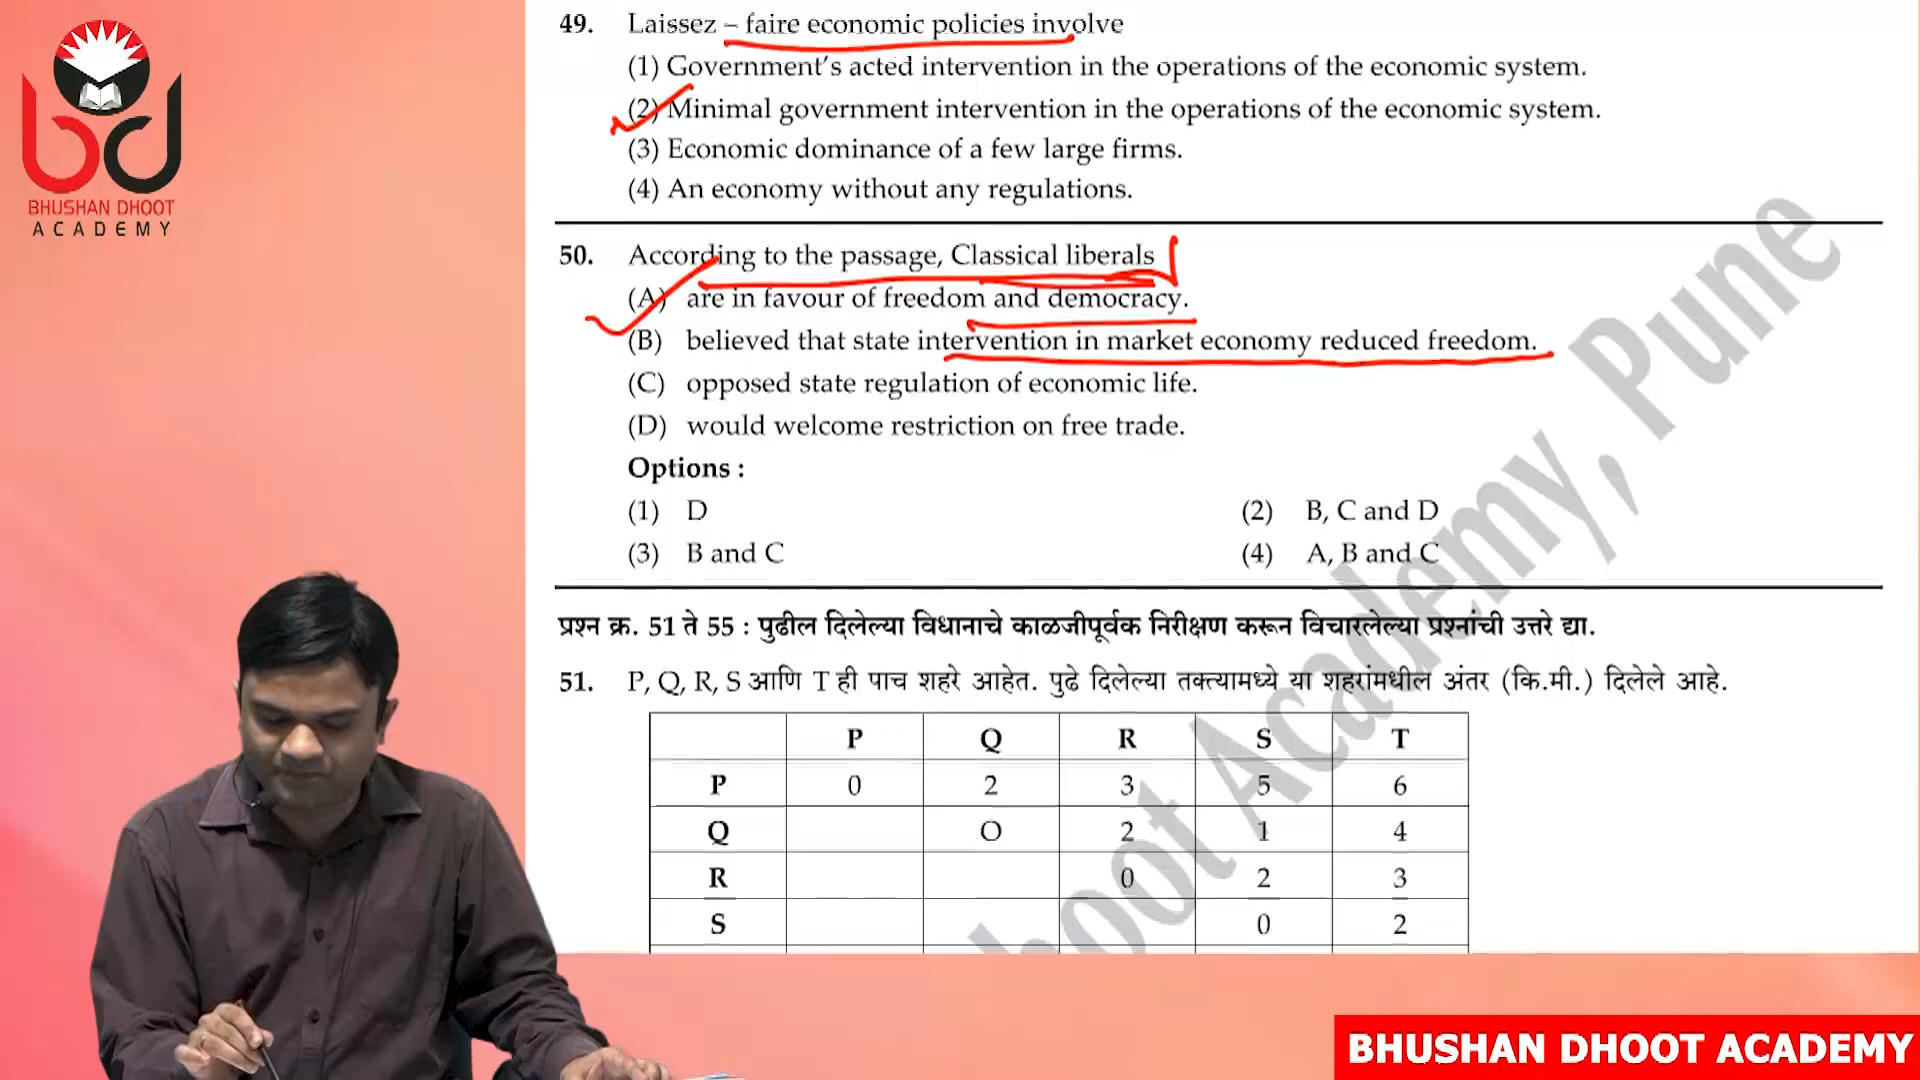 BHUSHAN DHOOT
ACADEMY
49. Laissez – faire economic policies involve
(1) Government's acted intervention in the operations of the economic system.
(2) Minimal government intervention in the operations of the economic system.
(3) Economic dominance of a few large firms.
(4) An economy without any regulations.
50. According to the passage, Classical liberals
(A) are in favour of freedom and democracy.
(B) believed that state intervention in market economy reduced freedom.
(C) opposed state regulation of economic life.
(D) would welcome restriction on free trade.
Options :
(1) D (2) B, C and D
(3) B and C (4) A, B and C
प्रश्न क्र. 51 ते 55 : पुढील दिलेल्या विधानाचे काळजीपूर्वक निरीक्षण करून विचारलेल्या प्रश्नांची उत्तरे द्या.
51. P, Q, R, S आणि T ही पाच शहरे आहेत. पुढे दिलेल्या तक्त्यामध्ये या शहरांमधील अंतर (कि.मी.) दिलेले आहे.
P Q R S T
P 0 2 3 5 6
Q O 2 1 4
R 0 2 3
S 0 2
hoot Academy, Pune
BHUSHAN DHOOT ACADEMY